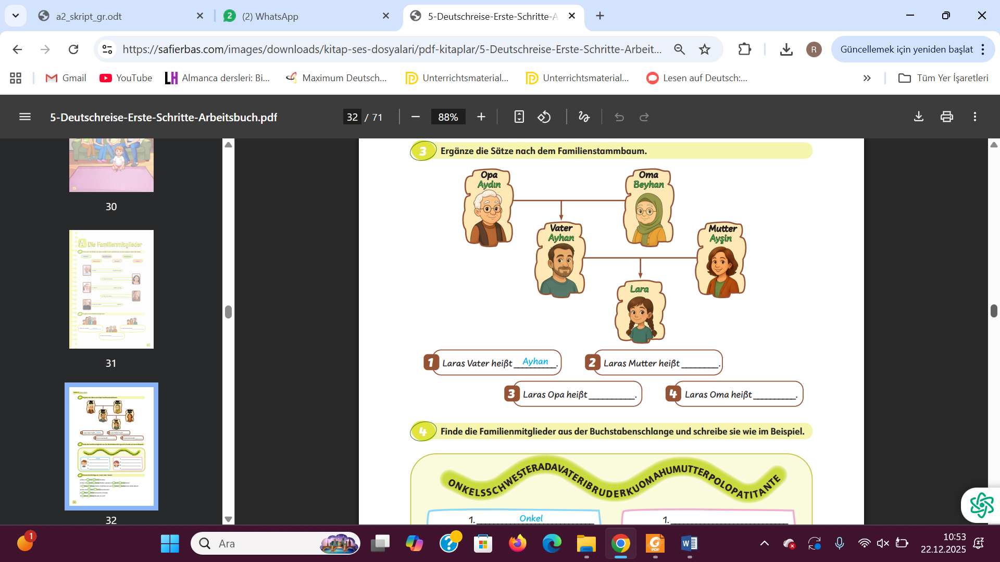 a2_skript_gr.odt
2
(2) WhatsApp
5-Deutschreise-Erste-Schritte-A
https://safierbas.com/images/downloads/kitap-ses-dosyalari/pdf-kitaplar/5-Deutschreise-Erste-Schritte-Arbeit...
R
Güncellemek için yeniden başlat
Gmail
YouTube
LH Almanca dersleri: Bi...
Maximum Deutsch...
Unterrichtsmaterial...
Unterrichtsmaterial...
Lesen auf Deutsch:...
Tüm Yer İşaretleri
5-Deutschreise-Erste-Schritte-Arbeitsbuch.pdf
32 / 71
88%
30
A Die Familienmitglieder
31
32
3 Ergänze die Sätze nach dem Familienstammbaum.
Opa
Aydın
Oma
Beyhan
Vater
Ayhan
Mutter
Ayşin
Lara
1 Laras Vater heißt Ayhan.
2 Laras Mutter heißt ________.
3 Laras Opa heißt __________.
4 Laras Oma heißt _________.
4 Finde die Familienmitglieder aus der Buchstabenschlange und schreibe sie wie im Beispiel.
ONKELSSCHWESTERADAVATERIBRUDERKUOMAHUMUTTERPOLOPATITANTE
1. Onkel
1. ________________________
1
Ara
PDF
W
10:53
22.12.2025